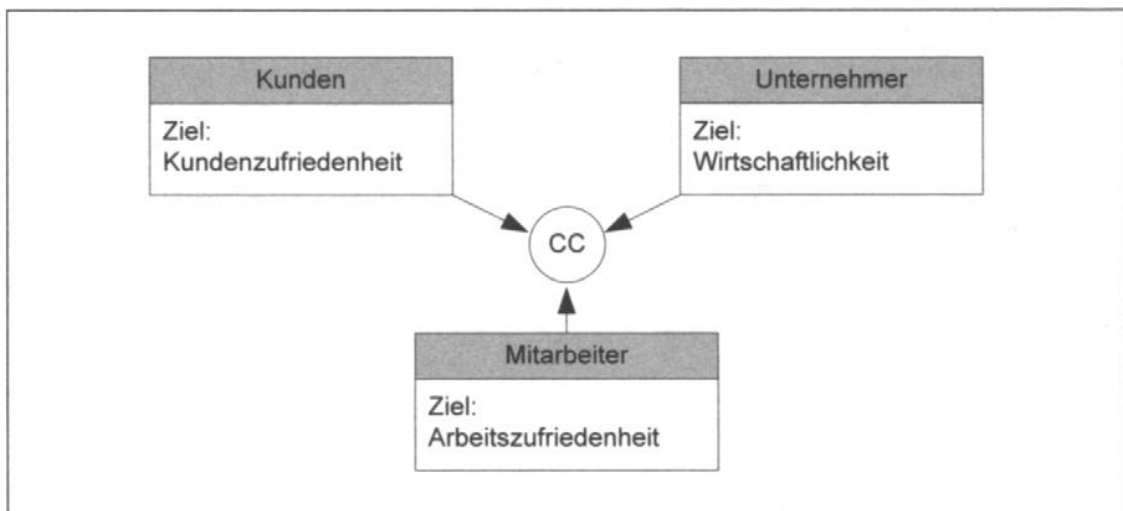 Kunden
Ziel:
Kundenzufriedenheit
Unternehmer
Ziel:
Wirtschaftlichkeit
CC
Mitarbeiter
Ziel:
Arbeitszufriedenheit